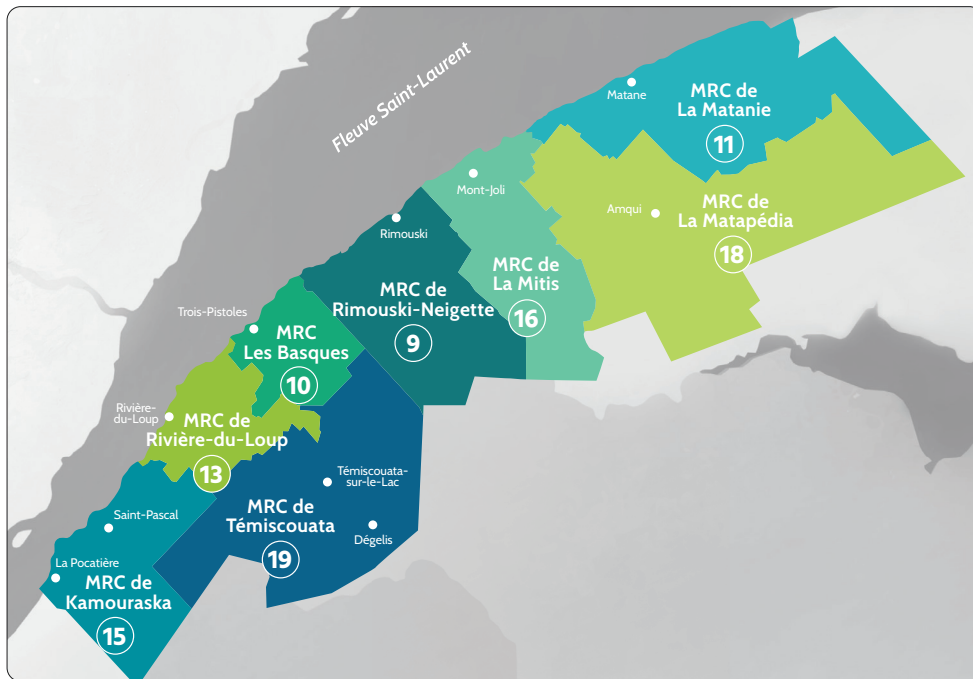 Fleuve Saint-Laurent
Matane
MRC de
La Matanie
11
Mont-Joli
Amqui
MRC de
La Matapédia
18
Rimouski
MRC de
La Mitis
16
MRC de
Rimouski-Neigette
9
Trois-Pistoles
MRC
Les Basques
10
Rivière-
du-Loup
MRC de
Rivière-du-Loup
13
Témiscouata-
sur-le-Lac
MRC de
Témiscouata
19
Dégelis
Saint-Pascal
La Pocatière
MRC de
Kamouraska
15